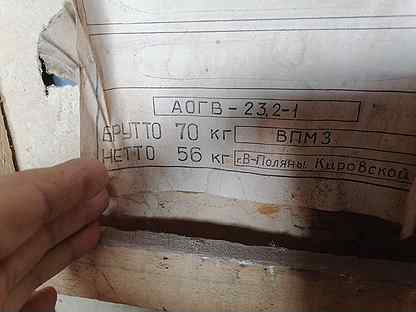 АОГВ-23,2-1
БРУТТО 70 кг ВПМЗ
НЕТТО 56 кг г.В-Поляны Кировской